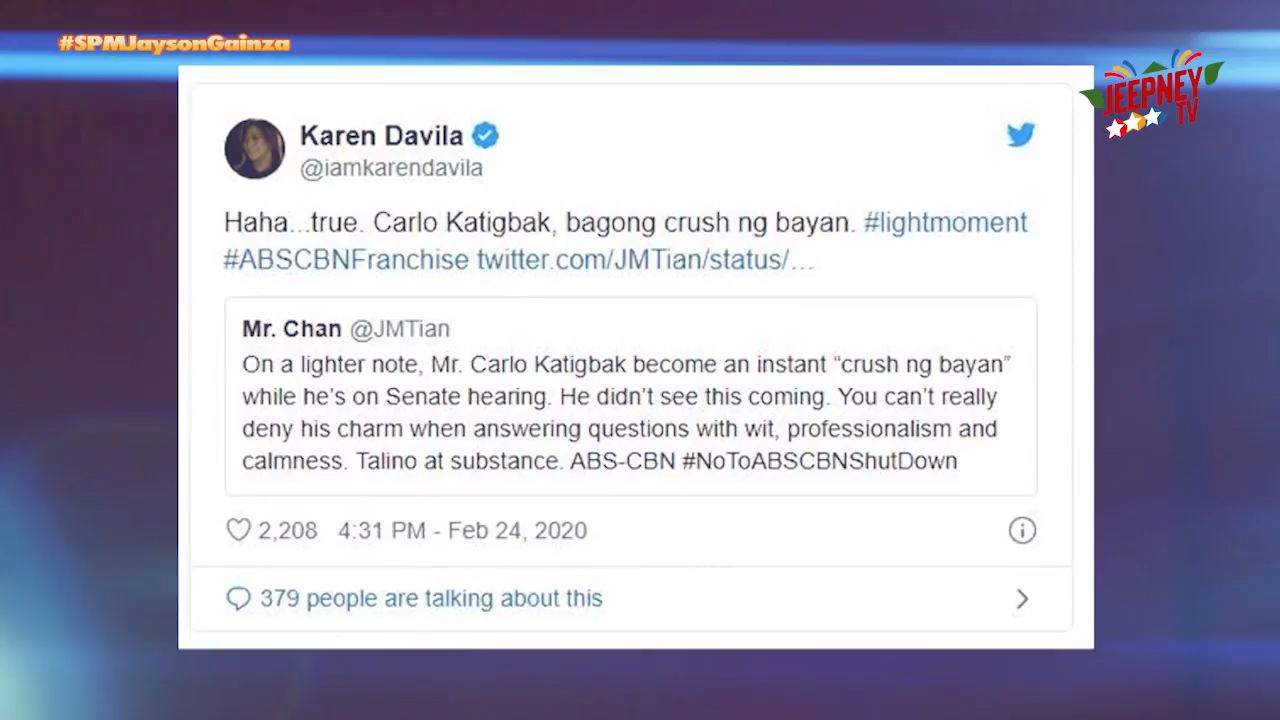 #SPMJaysonGainza
JEEPNEY
TV
Karen Davila
@iamkarendavila
Haha...true. Carlo Katigbak, bagong crush ng bayan. #lightmoment
#ABSCBNFranchise twitter.com/JMTian/status/…
Mr. Chan @JMTian
On a lighter note, Mr. Carlo Katigbak become an instant “crush ng bayan”
while he’s on Senate hearing. He didn’t see this coming. You can’t really
deny his charm when answering questions with wit, professionalism and
calmness. Talino at substance. ABS-CBN #NoToABSCBNShutDown
2,208 4:31 PM - Feb 24, 2020
379 people are talking about this